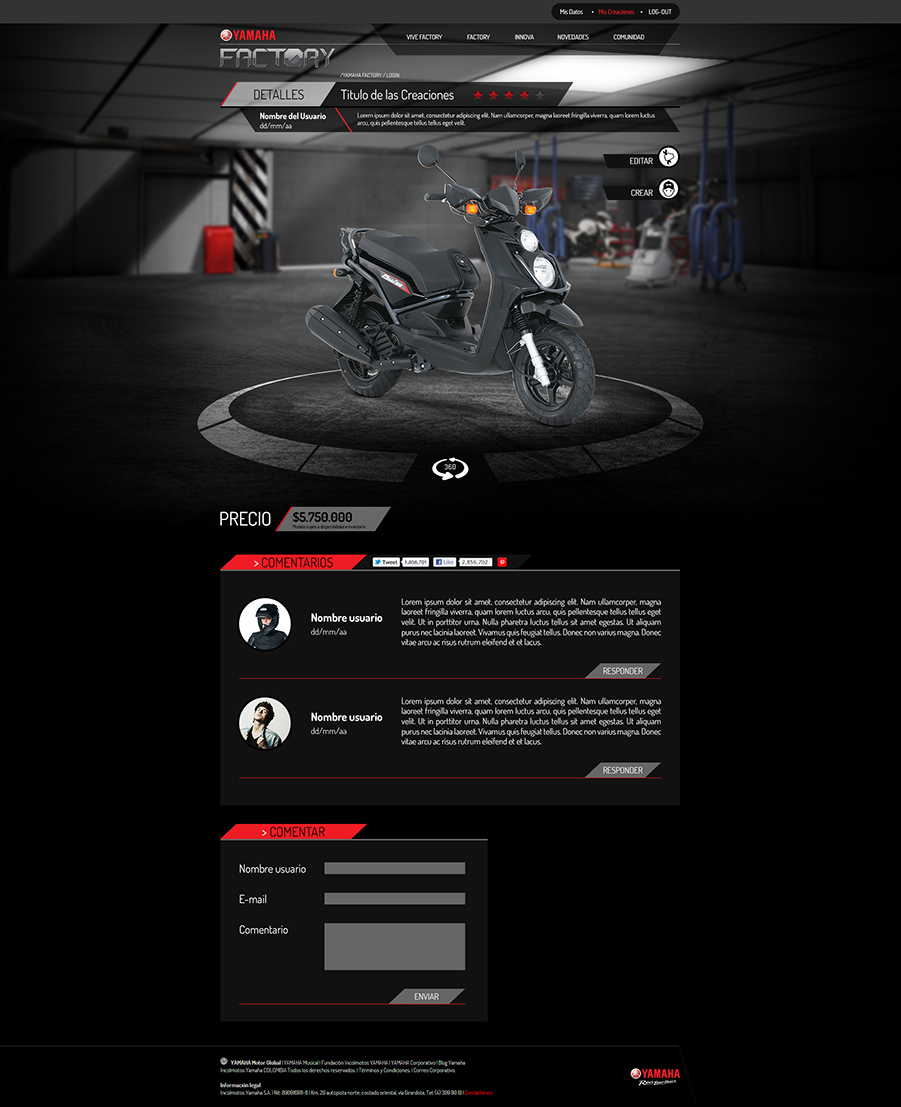 Mis Datos • Mis Creaciones • LOG-OUT
YAMAHA
FACTORY
VIVE FACTORY FACTORY INNOVA NOVEDADES COMUNIDAD
/YAMAHA FACTORY / LOGIN
DETALLES Titulo de las Creaciones
Nombre del Usuario
dd/mm/aa
Lorem ipsum dolor sit amet, consectetur adipiscing elit. Nam ullamcorper, magna laoreet fringilla viverra, quam lorem luctus
arcu, quis pellentesque tellus tellus eget velit.
EDITAR
CREAR
360
PRECIO $5.750.000
Modelo sujeto a disponibilidad e inventario
> COMENTARIOS Tweet 1,656,701 Like 2.856.702
Nombre usuario
dd/mm/aa
Lorem ipsum dolor sit amet, consectetur adipiscing elit. Nam ullamcorper, magna
laoreet fringilla viverra, quam lorem luctus arcu, quis pellentesque tellus tellus eget
velit. Ut in porttitor urna. Nulla pharetra luctus tellus sit amet egestas. Ut aliquam
purus nec lacinia laoreet. Vivamus quis feugiat tellus. Donec non varius magna. Donec
vitae arcu ac risus rutrum eleifend et et lacus.
RESPONDER
Nombre usuario
dd/mm/aa
Lorem ipsum dolor sit amet, consectetur adipiscing elit. Nam ullamcorper, magna
laoreet fringilla viverra, quam lorem luctus arcu, quis pellentesque tellus tellus eget
velit. Ut in porttitor urna. Nulla pharetra luctus tellus sit amet egestas. Ut aliquam
purus nec lacinia laoreet. Vivamus quis feugiat tellus. Donec non varius magna. Donec
vitae arcu ac risus rutrum eleifend et et lacus.
RESPONDER
> COMENTAR
Nombre usuario
E-mail
Comentario
ENVIAR
YAMAHA Motor Global | YAMAHA Musical | Fundación Incolmotos YAMAHA | YAMAHA Corporativo | Blog Yamaha
Incolmotos Yamaha COLOMBIA Todos los derechos reservados. | Términos y Condiciones. | Correo Corporativo.
Información legal
Incolmotos Yamaha S.A. | Nit. 890916911-6 | Km. 20 autopista norte, costado oriental, vía Girardota. Tel: (4) 309 90 10 | Contáctenos
YAMAHA